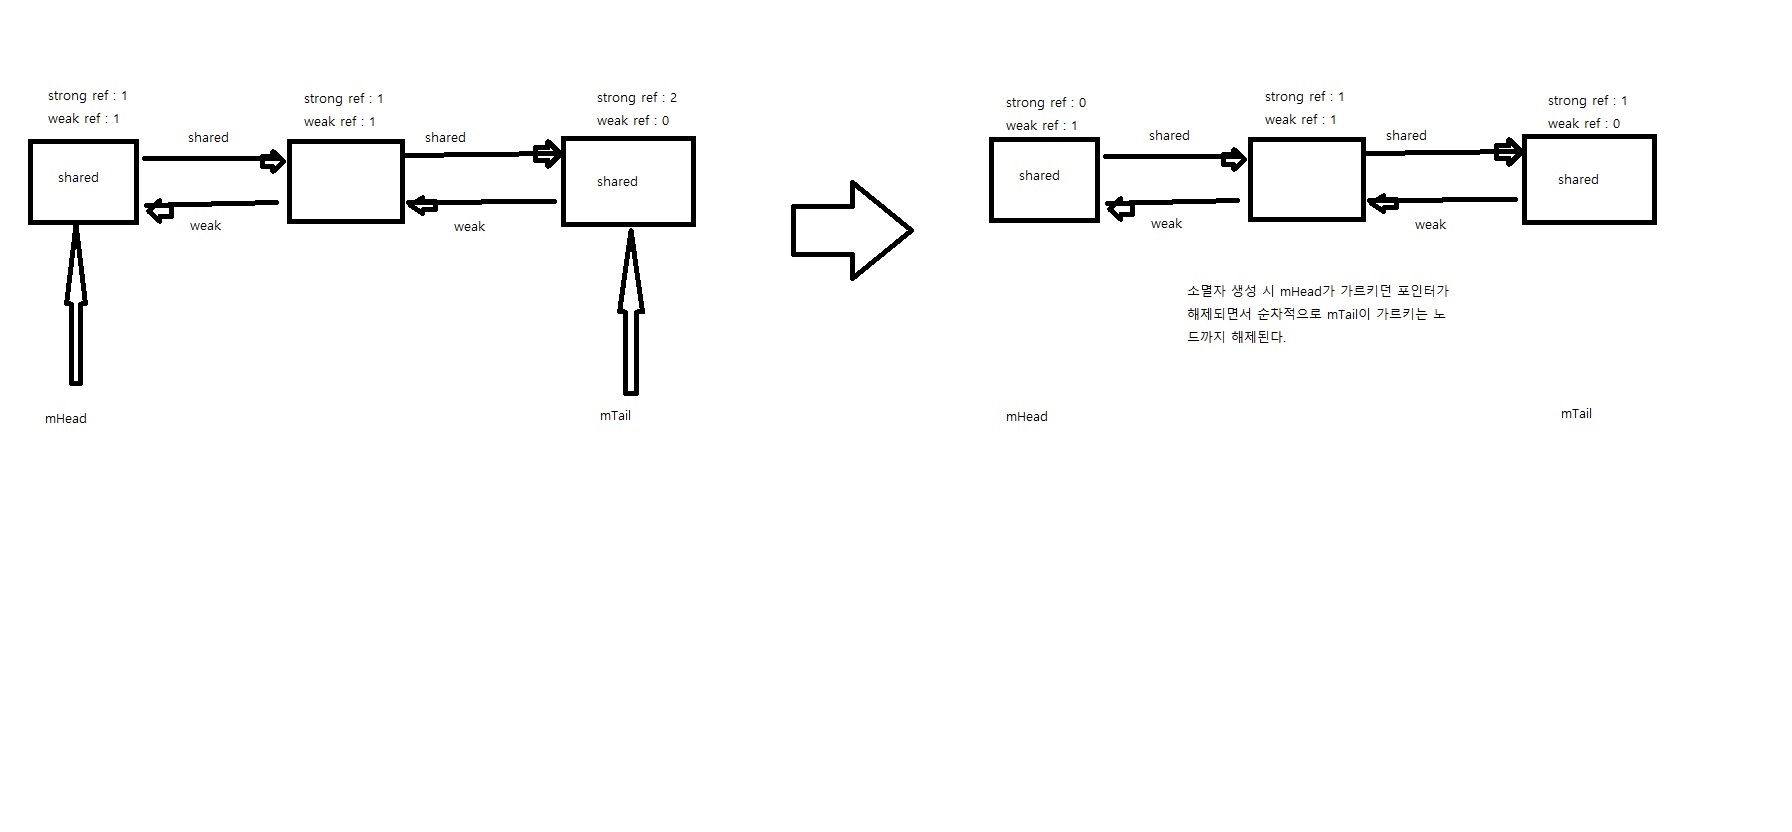 strong ref : 1
weak ref : 1
shared
shared
weak
mHead
strong ref : 1
weak ref : 1
shared
weak
strong ref : 2
weak ref : 0
shared
mTail
strong ref : 0
weak ref : 1
shared
shared
weak
mHead
strong ref : 1
weak ref : 1
shared
weak
strong ref : 1
weak ref : 0
shared
소멸자 생성 시 mHead가 가르키던 포인터가
해제되면서 순차적으로 mTail이 가르키는 노
드까지 해제된다.
mTail